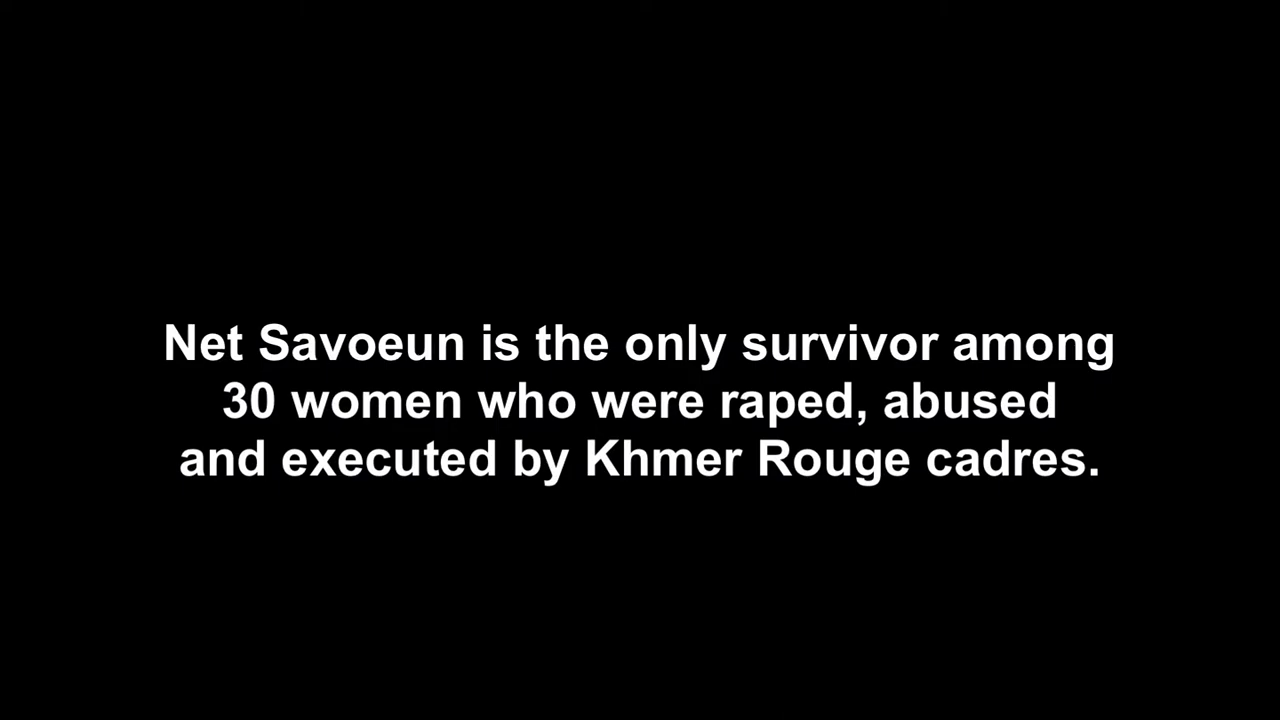 Net Savoeun is the only survivor among
30 women who were raped, abused
and executed by Khmer Rouge cadres.